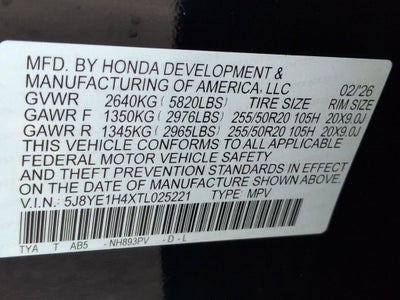 MFD. BY HONDA DEVELOPMENT &
MANUFACTURING OF AMERICA, LLC 02/26
GVWR 2640KG (5820LBS) TIRE SIZE RIM SIZE
GAWR F 1350KG (2976LBS) 255/50R20 105H 20X9.0J
GAWR R 1345KG (2965LBS) 255/50R20 105H 20X9.0J
THIS VEHICLE CONFORMS TO ALL APPLICABLE
FEDERAL MOTOR VEHICLE SAFETY
AND THEFT PREVENTION STANDARDS IN EFFECT ON
THE DATE OF MANUFACTURE SHOWN ABOVE.
V.I.N.: 5J8YE1H4XTL025221 TYPE: MPV
TYA T AB5 - NH893PV - D - L